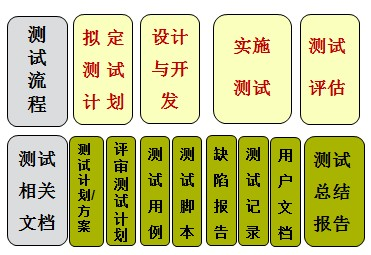 测试流程
拟定测试计划
设计与开发
实施测试
测试评估
测试相关文档
测试计划/方案
评审测试计划
测试用例
测试脚本
缺陷报告
测试记录
用户文档
测试总结报告